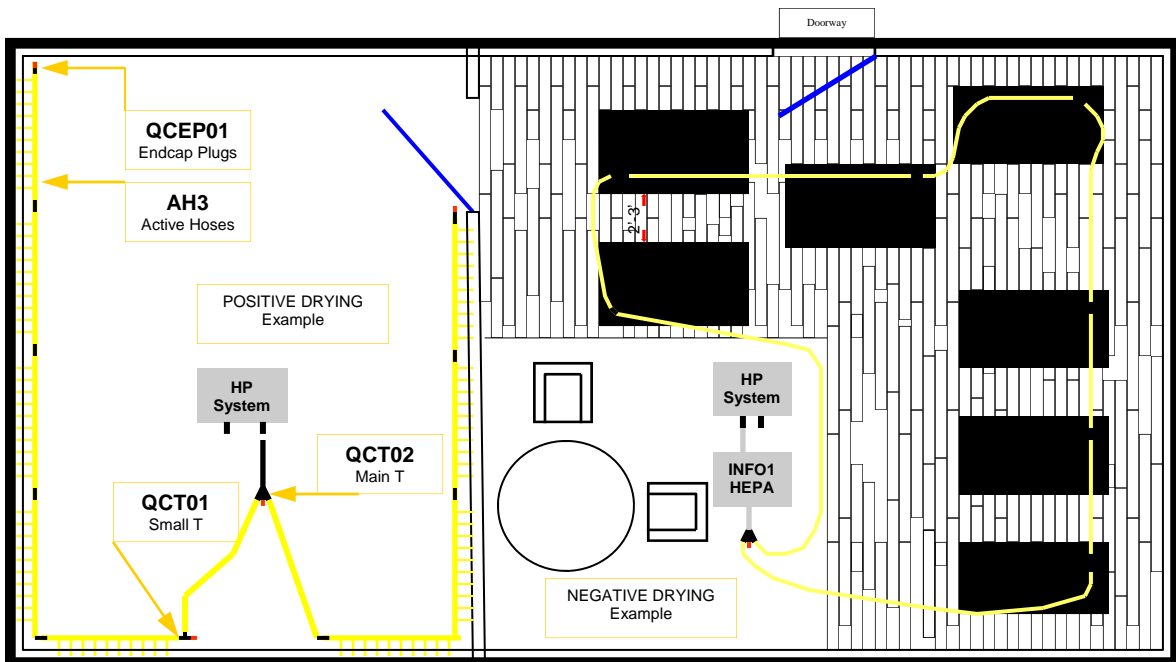 Doorway
QCEP01
Endcap Plugs
AH3
Active Hoses
2'-3'
POSITIVE DRYING
Example
HP
System
HP
System
QCT02
Main T
INFO1
HEPA
QCT01
Small T
NEGATIVE DRYING
Example